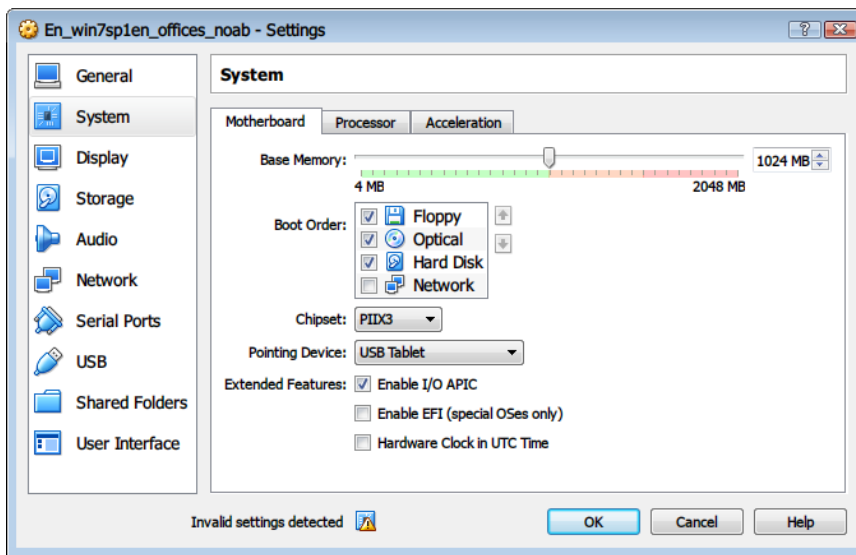 En_win7sp1en_offices_noab - Settings
General
System
Display
Storage
Audio
Network
Serial Ports
USB
Shared Folders
User Interface
System
Motherboard Processor Acceleration
Base Memory: 1024 MB
4 MB 2048 MB
Boot Order:
Floppy
Optical
Hard Disk
Network
Chipset: PIIX3
Pointing Device: USB Tablet
Extended Features: Enable I/O APIC
Enable EFI (special OSes only)
Hardware Clock in UTC Time
Invalid settings detected
OK Cancel Help